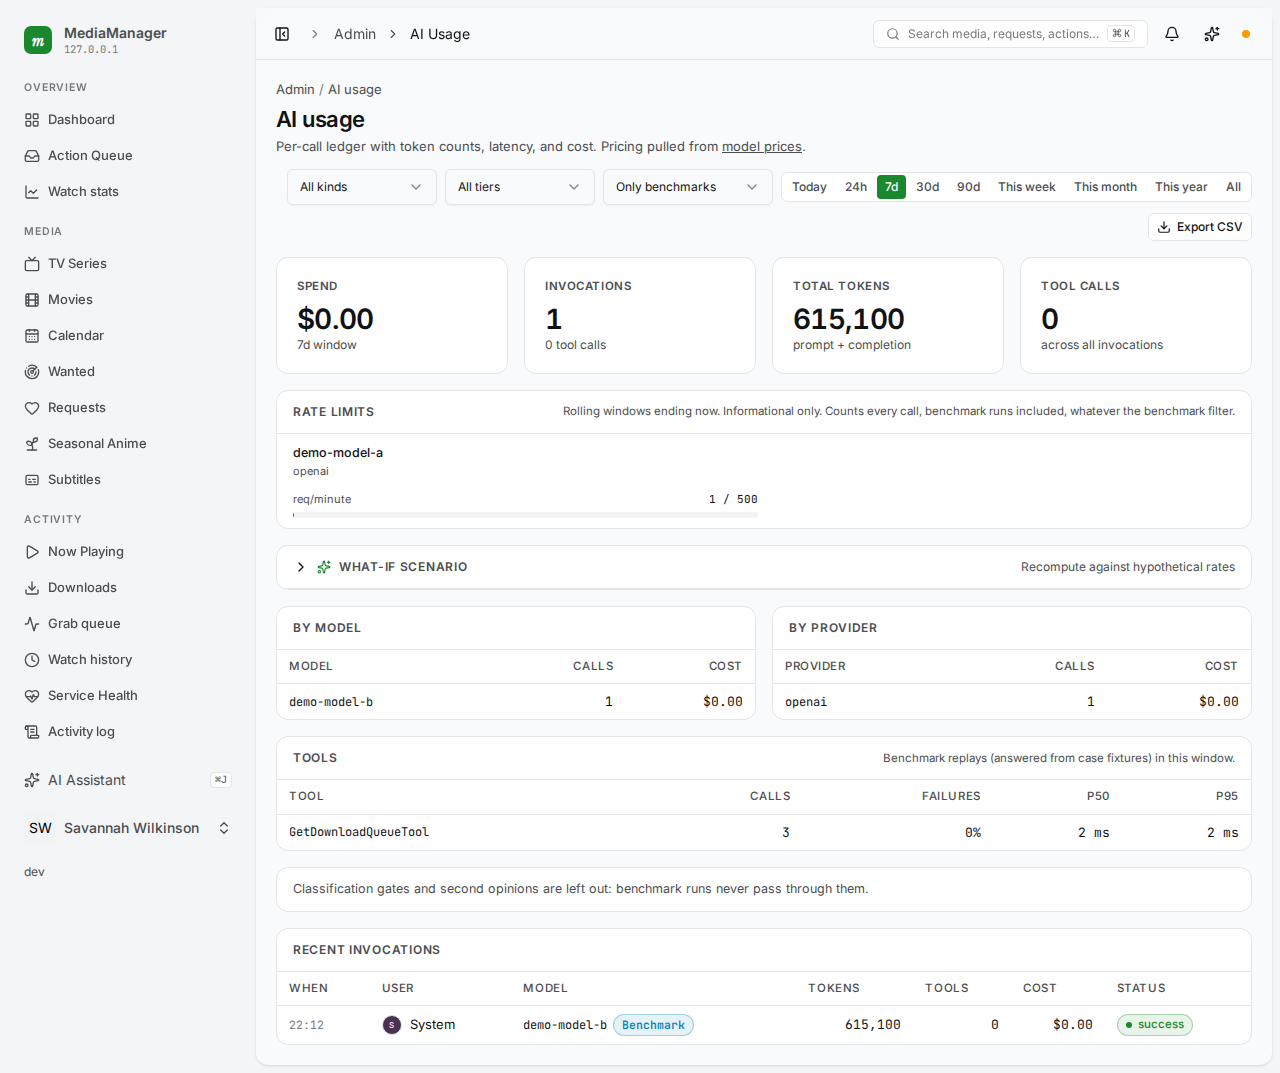 m
MediaManager
127.0.0.1
OVERVIEW
Dashboard
Action Queue
Watch stats
MEDIA
TV Series
Movies
Calendar
Wanted
Requests
Seasonal Anime
Subtitles
ACTIVITY
Now Playing
Downloads
Grab queue
Watch history
Service Health
Activity log
AI Assistant ⌘J
SW Savannah Wilkinson
dev
Admin AI Usage
Search media, requests, actions... ⌘K
Admin / AI usage
AI usage
Per-call ledger with token counts, latency, and cost. Pricing pulled from model prices.
All kinds All tiers Only benchmarks Today 24h 7d 30d 90d This week This month This year All
Export CSV
SPEND INVOCATIONS TOTAL TOKENS TOOL CALLS
$0.00 1 615,100 0
7d window 0 tool calls prompt + completion across all invocations
RATE LIMITS Rolling windows ending now. Informational only. Counts every call, benchmark runs included, whatever the benchmark filter.
demo-model-a
openai
req/minute 1 / 500
WHAT-IF SCENARIO Recompute against hypothetical rates
BY MODEL BY PROVIDER
MODEL CALLS COST PROVIDER CALLS COST
demo-model-b 1 $0.00 openai 1 $0.00
TOOLS Benchmark replays (answered from case fixtures) in this window.
TOOL CALLS FAILURES P50 P95
GetDownloadQueueTool 3 0% 2 ms 2 ms
Classification gates and second opinions are left out: benchmark runs never pass through them.
RECENT INVOCATIONS
WHEN USER MODEL TOKENS TOOLS COST STATUS
22:12 S System demo-model-b Benchmark 615,100 0 $0.00 success